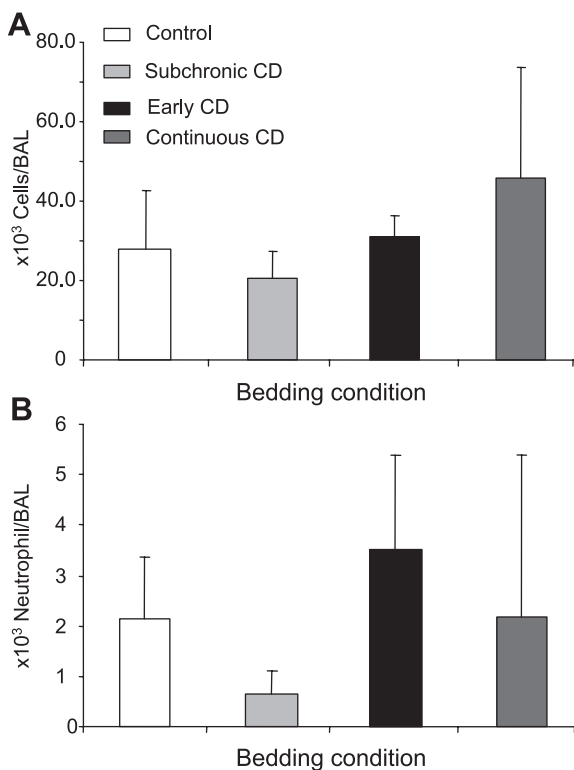 A
80.0
60.0
40.0
20.0
0
x10³ Cells/BAL
Control
Subchronic CD
Early CD
Continuous CD
Bedding condition
B
6
5
4
3
2
1
0
x10³ Neutrophil/BAL
Bedding condition